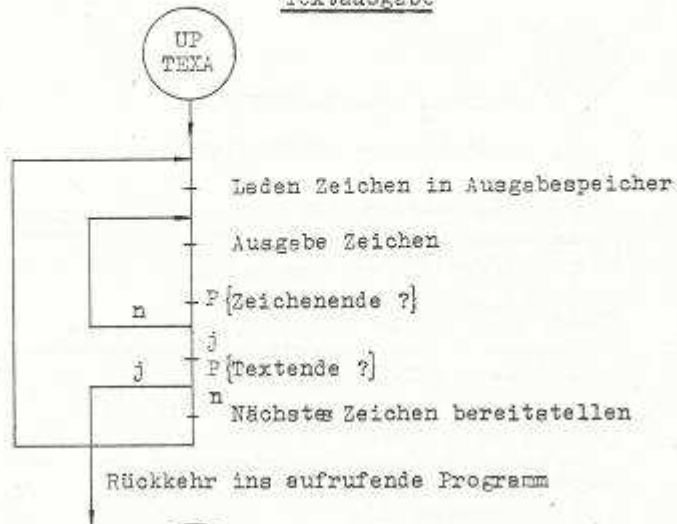 Textausgabe
UP
TEXA
Laden Zeichen in Ausgabespeicher
Ausgabe Zeichen
P{Zeichenende ?}
n
j
P{Textende ?}
j
n
Nächstes Zeichen bereitstellen
Rückkehr ins aufrufende Programm